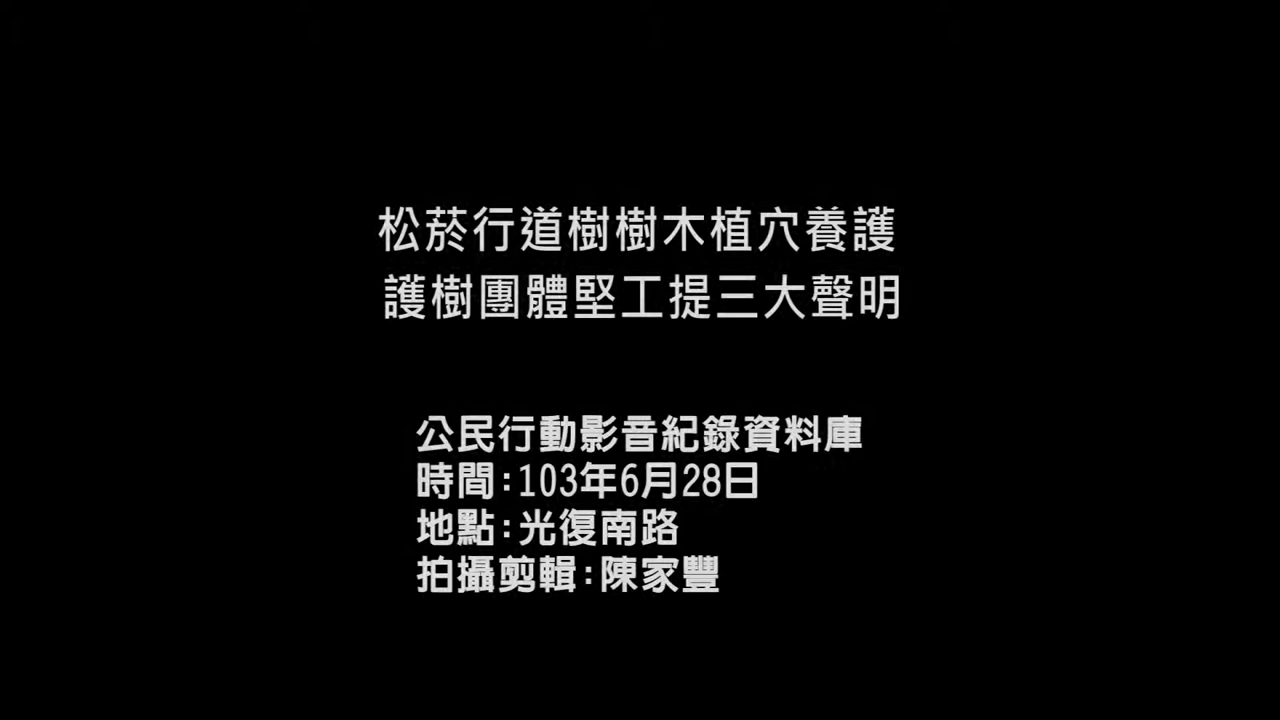 松菸行道樹樹木植穴養護
護樹團體堅工提三大聲明
公民行動影音紀錄資料庫
時間:103年6月28日
地點:光復南路
拍攝剪輯:陳家豐